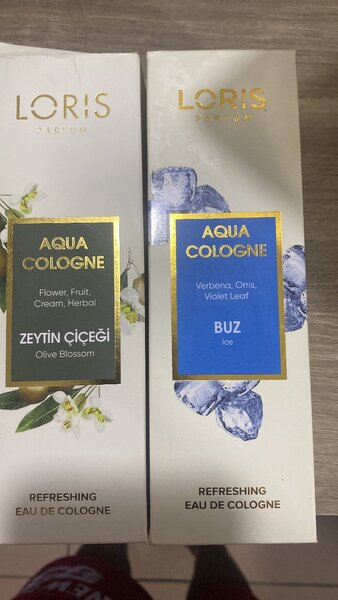 LORIS
PARFUM
AQUA
COLOGNE
Flower, Fruit,
Cream, Herbal
ZEYTİN ÇİÇEĞİ
Olive Blossom
REFRESHING
EAU DE COLOGNE
LORIS
PARFUM
AQUA
COLOGNE
Verbena, Orris,
Violet Leaf
BUZ
Ice
REFRESHING
EAU DE COLOGNE